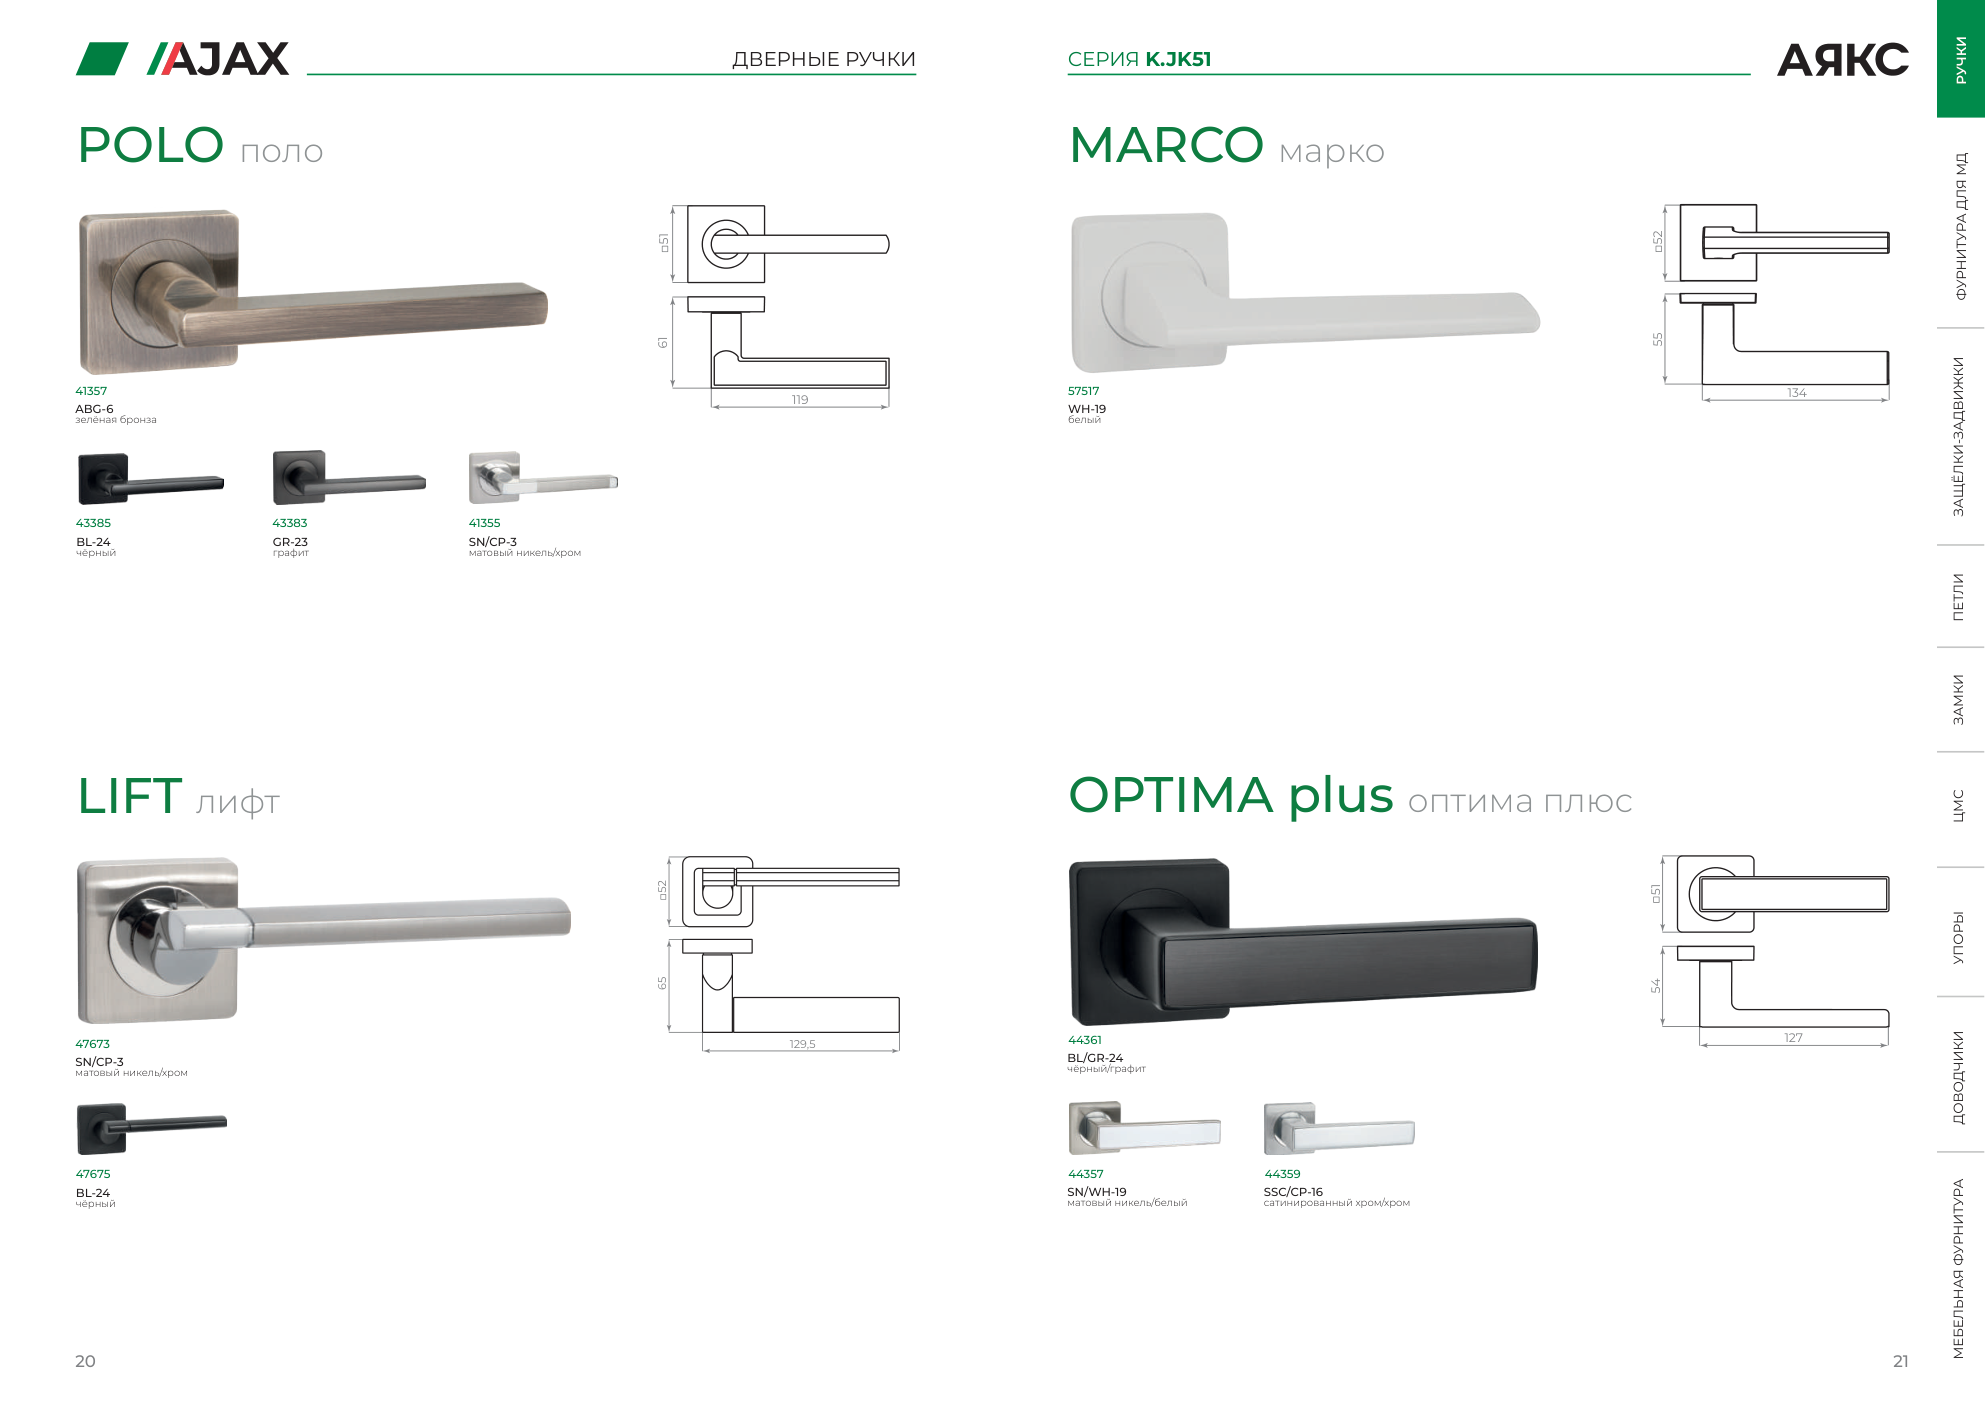 AJAX
ДВЕРНЫЕ РУЧКИ
POLO поло
□51
61
119
41357
ABG-6
зелёная бронза
43385
BL-24
чёрный
43383
GR-23
графит
41355
SN/CP-3
матовый никель/хром
LIFT лифт
□52
65
129,5
47673
SN/CP-3
матовый никель/хром
47675
BL-24
чёрный
20
СЕРИЯ K.JK51
АЯКС
MARCO марко
□52
55
134
57517
WH-19
белый
OPTIMA plus оптима плюс
□51
54
127
44361
BL/GR-24
чёрный/графит
44357
SN/WH-19
матовый никель/белый
44359
SSC/CP-16
сатинированный хром/хром
21
РУЧКИ
ФУРНИТУРА ДЛЯ МД
ЗАЩЁЛКИ-ЗАДВИЖКИ
ПЕТЛИ
ЗАМКИ
ЦМС
УПОРЫ
ДОВОДЧИКИ
МЕБЕЛЬНАЯ ФУРНИТУРА